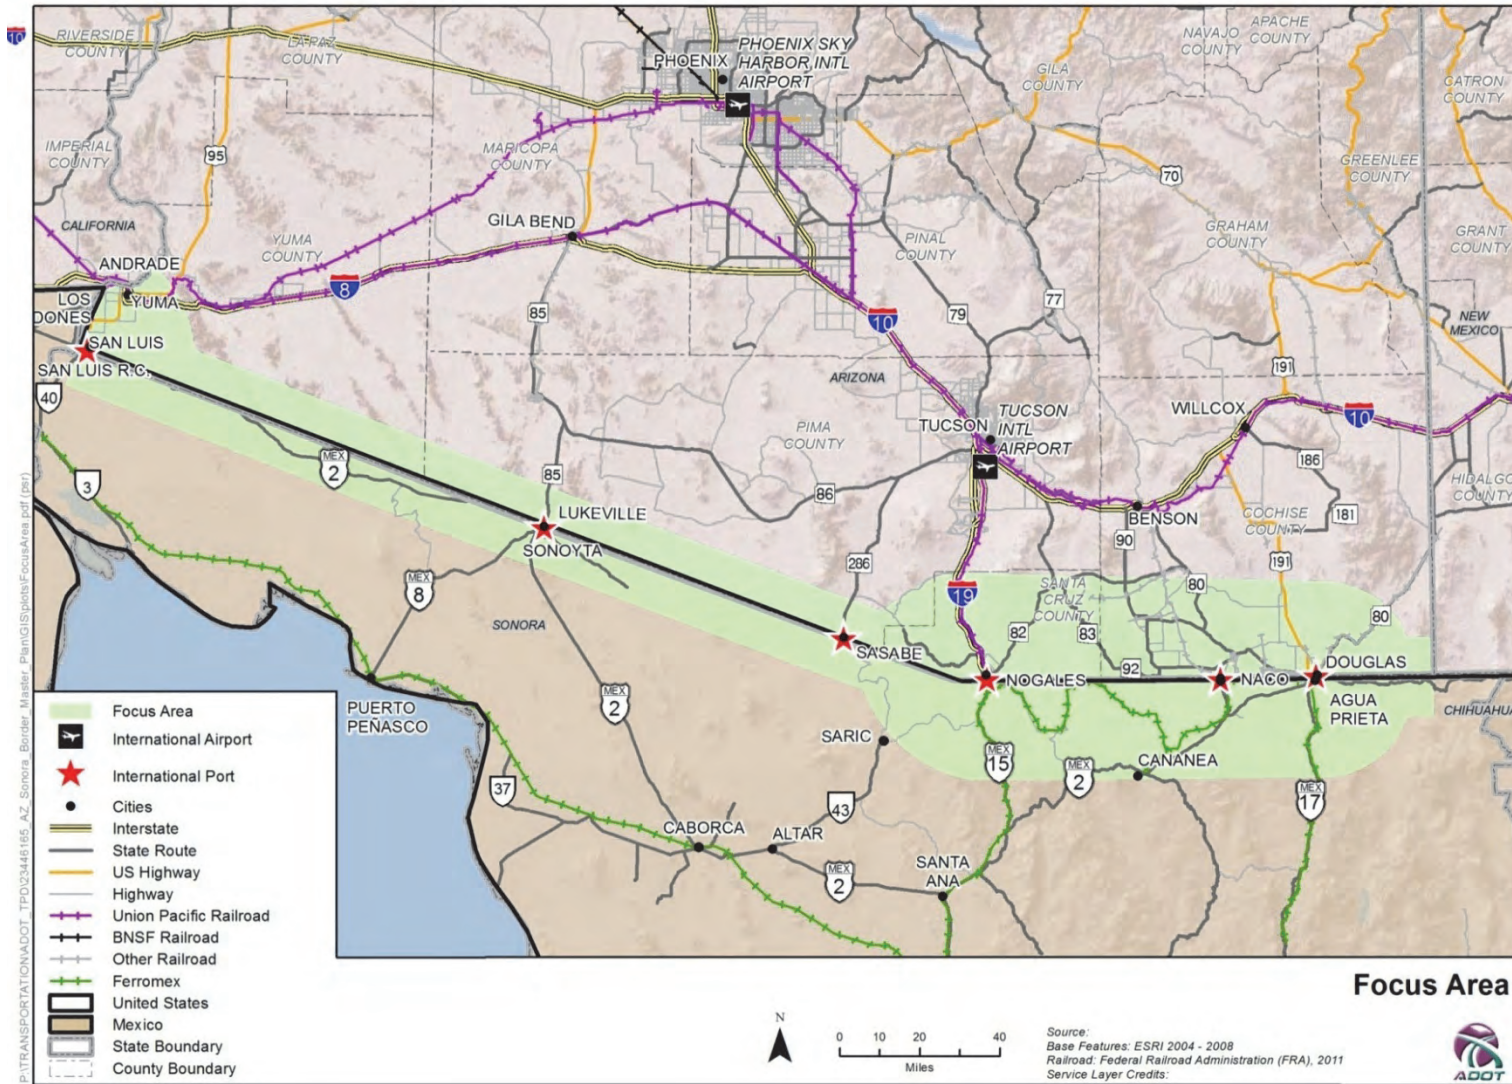 10
RIVERSIDE
COUNTY
LA PAZ
COUNTY
PHOENIX
PHOENIX SKY
HARBOR INTL
AIRPORT
NAVAJO
COUNTY
APACHE
COUNTY
GILA
COUNTY
CATRON
COUNTY
IMPERIAL
COUNTY
95
MARICOPA
COUNTY
70
GREENLEE
COUNTY
CALIFORNIA
YUMA
COUNTY
GILA BEND
PINAL
COUNTY
GRAHAM
COUNTY
GRANT
COUNTY
ANDRADE
YUMA
8
LOS
DONES
85
10
79
77
NEW
MEXICO
SAN LUIS
SAN LUIS R.C.
40
ARIZONA
191
WILLCOX
10
TUCSON
TUCSON
INTL
AIRPORT
PIMA
COUNTY
3
MEX
2
85
86
186
HIDALGO
COUNTY
181
BENSON
COCHISE
COUNTY
90
LUKEVILLE
SONOYTA
286
191
MEX
8
19
SANTA
CRUZ
COUNTY
80
80
SONORA
82
83
SASABE
92
NOGALES
NACO
DOUGLAS
AGUA
PRIETA
CHIHUAHUA
PUERTO
PEÑASCO
MEX
2
SARIC
MEX
15
MEX
2
CANANEA
MEX
17
37
43
CABORCA
ALTAR
MEX
2
SANTA
ANA
Focus Area
International Airport
International Port
Cities
Interstate
State Route
US Highway
Highway
Union Pacific Railroad
BNSF Railroad
Other Railroad
Ferromex
United States
Mexico
State Boundary
County Boundary
P:\TRANSPORTATION\ADOT_TPD\23446165_AZ_Sonora_Border_Master_Plan\GIS\plots\FocusArea.pdf (psr)
Focus Area
N
0 10 20 40
Miles
Source:
Base Features: ESRI 2004 - 2008
Railroad: Federal Railroad Administration (FRA), 2011
Service Layer Credits:
ADOT